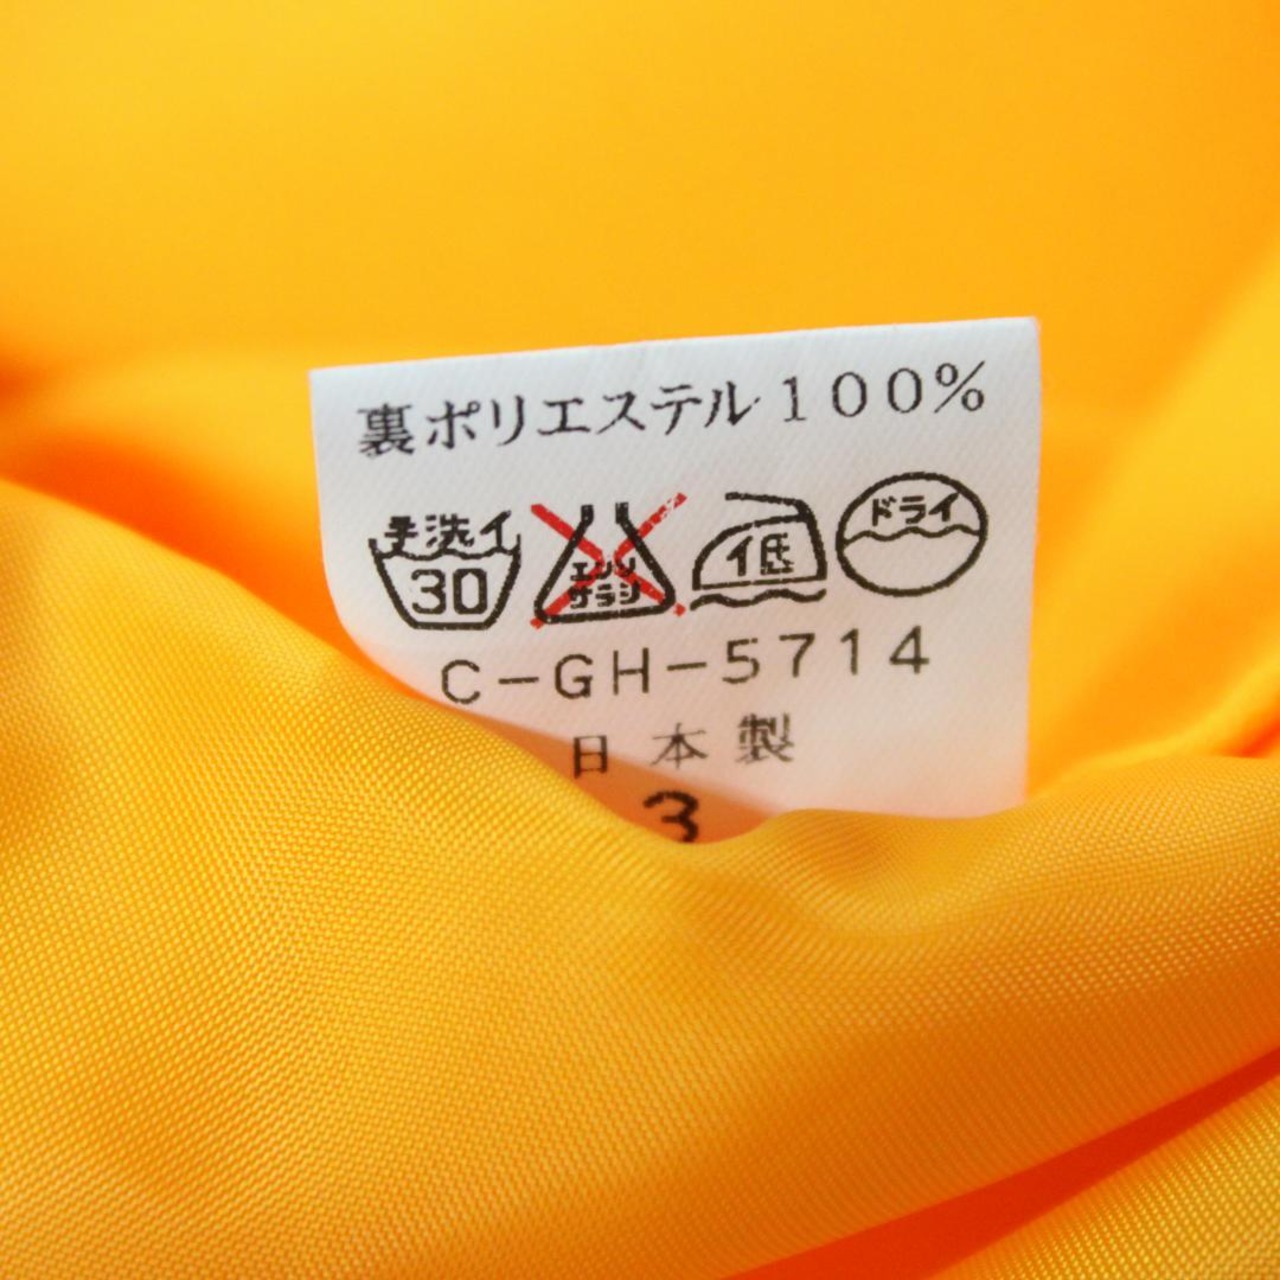 裏ポリエステル100%
手洗イ 30 エンソサラシ イ低 ドライ
C-GH-5714
日本製
3